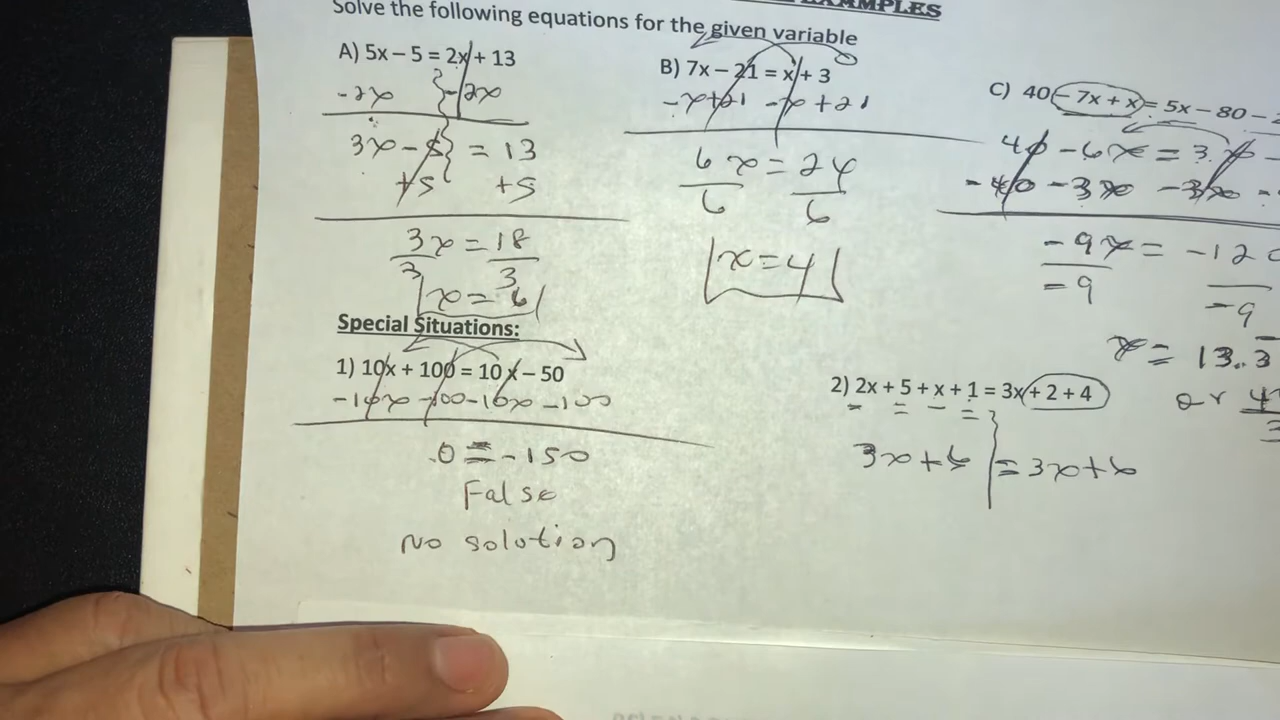 EXAMPLES
Solve the following equations for the given variable
A) 5x – 5 = 2x + 13
-2x -2x
3x - 5 = 13
+5 +5
3x = 18
3 3
x = 6
B) 7x – 21 = x + 3
-x+21 -x+21
6x = 24
6 6
x = 4
C) 40 – 7x + x = 5x – 80 –
40 - 6x = 3x -
-40 - 3x -3x -
-9x = -120
-9 -9
x = 13.3
or 4
3
Special Situations:
1) 10x + 100 = 10x – 50
-10x -100 -10x -100
0 = -150
False
No solution
2) 2x + 5 + x + 1 = 3x + 2 + 4
3x+6 = 3x+6